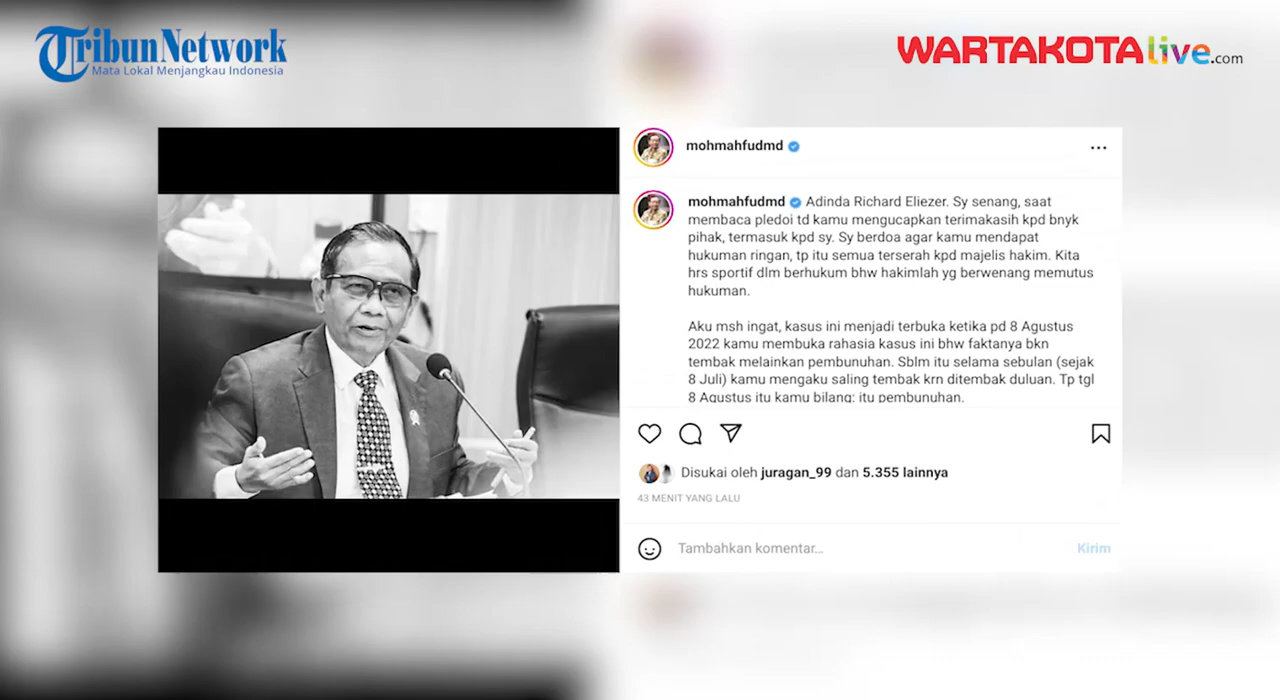 TribunNetwork
Mata Lokal Menjangkau Indonesia
WARTAKOTAlive.com
mohmahfudmd
mohmahfudmd Adinda Richard Eliezer. Sy senang, saat
membaca pledoi td kamu mengucapkan terimakasih kpd bnyk
pihak, termasuk kpd sy. Sy berdoa agar kamu mendapat
hukuman ringan, tp itu semua terserah kpd majelis hakim. Kita
hrs sportif dlm berhukum bhw hakimlah yg berwenang memutus
hukuman.
Aku msh ingat, kasus ini menjadi terbuka ketika pd 8 Agustus
2022 kamu membuka rahasia kasus ini bhw faktanya bkn
tembak melainkan pembunuhan. Sblm itu selama sebulan (sejak
8 Juli) kamu mengaku saling tembak krn ditembak duluan. Tp tgl
8 Agustus itu kamu bilang: itu pembunuhan.
Disukai oleh juragan_99 dan 5.355 lainnya
43 MENIT YANG LALU
Tambahkan komentar...
Kirim